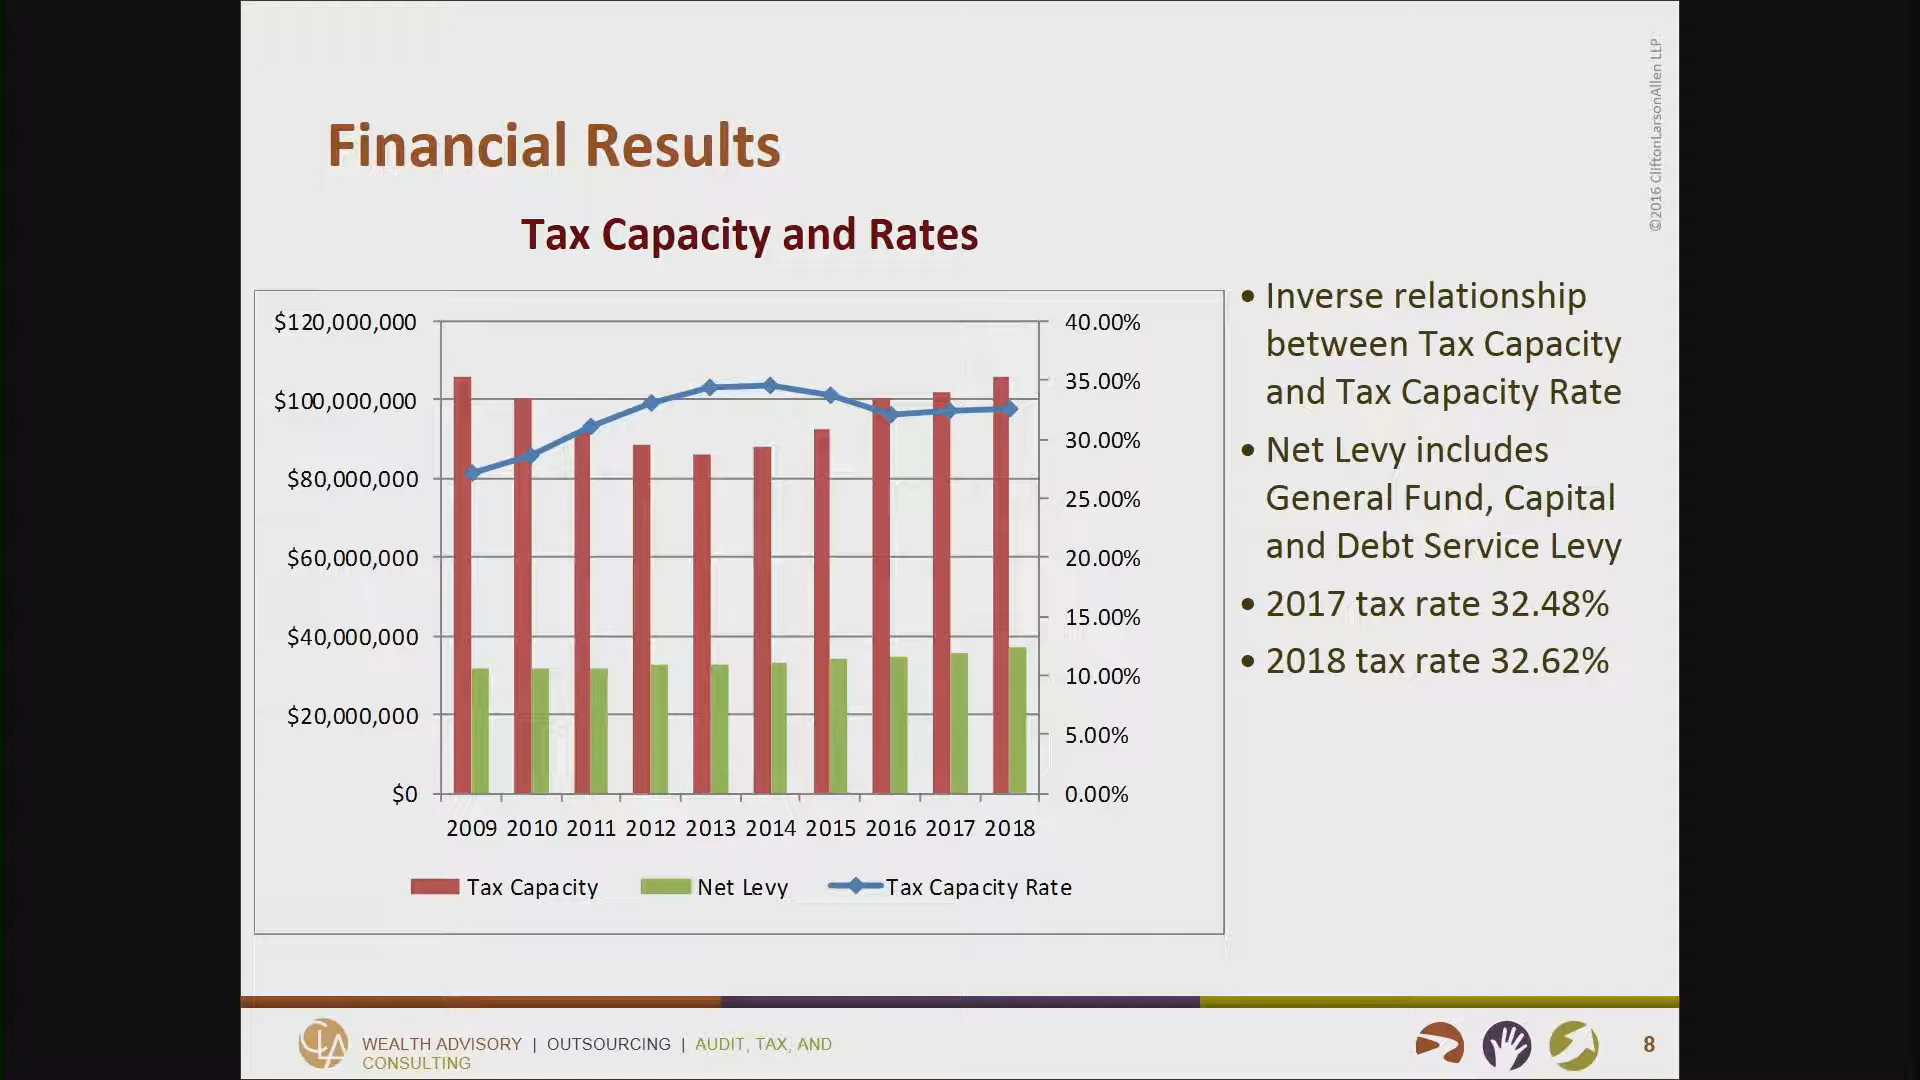 ©2016 CliftonLarsonAllen LLP
Financial Results
Tax Capacity and Rates
$120,000,000
$100,000,000
$80,000,000
$60,000,000
$40,000,000
$20,000,000
$0
40.00%
35.00%
30.00%
25.00%
20.00%
15.00%
10.00%
5.00%
0.00%
2009 2010 2011 2012 2013 2014 2015 2016 2017 2018
Tax Capacity Net Levy Tax Capacity Rate
• Inverse relationship
between Tax Capacity
and Tax Capacity Rate
• Net Levy includes
General Fund, Capital
and Debt Service Levy
• 2017 tax rate 32.48%
• 2018 tax rate 32.62%
CLA
WEALTH ADVISORY | OUTSOURCING | AUDIT, TAX, AND
CONSULTING
8